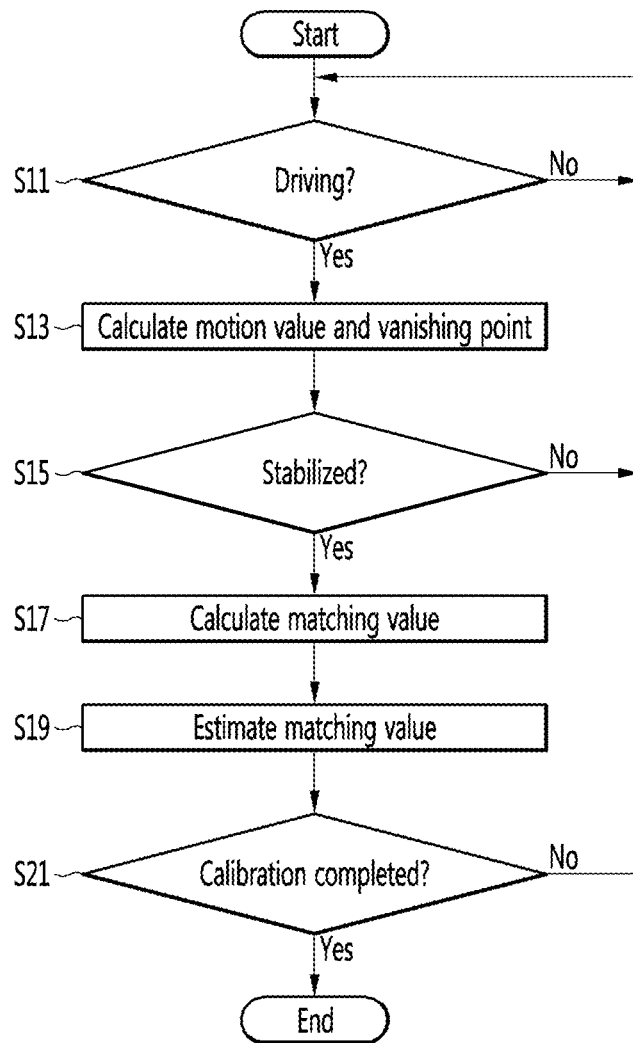 Start
S11
Driving?
No
Yes
S13
Calculate motion value and vanishing point
S15
Stabilized?
No
Yes
S17
Calculate matching value
S19
Estimate matching value
S21
Calibration completed?
No
Yes
End